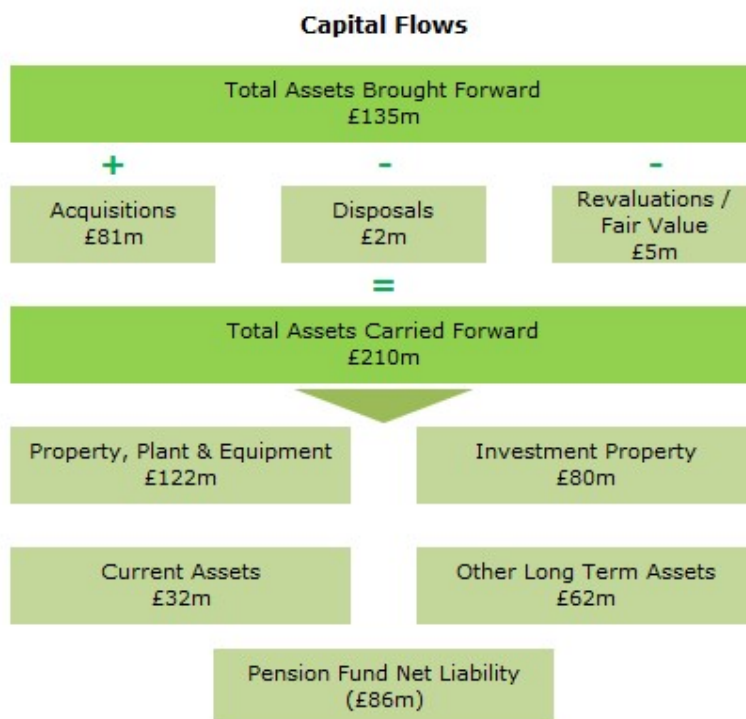 Capital Flows
Total Assets Brought Forward
£135m
+ - -
Acquisitions
£81m
Disposals
£2m
Revaluations /
Fair Value
£5m
=
Total Assets Carried Forward
£210m
Property, Plant & Equipment
£122m
Investment Property
£80m
Current Assets
£32m
Other Long Term Assets
£62m
Pension Fund Net Liability
(£86m)